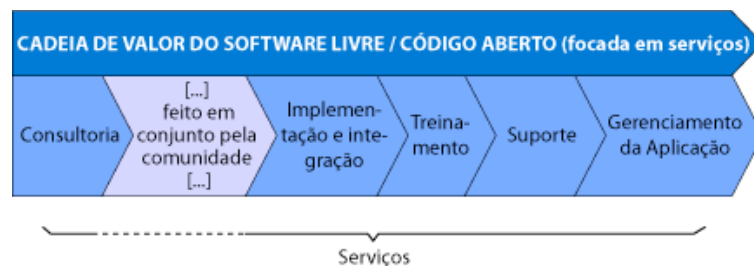 CADEIA DE VALOR DO SOFTWARE LIVRE / CÓDIGO ABERTO (focada em serviços)
Consultoria
[...]
feito em
conjunto pela
comunidade
[...]
Implemen-
tação e inte-
gração
Treina-
mento
Suporte
Gerenciamento
da Aplicação
Serviços